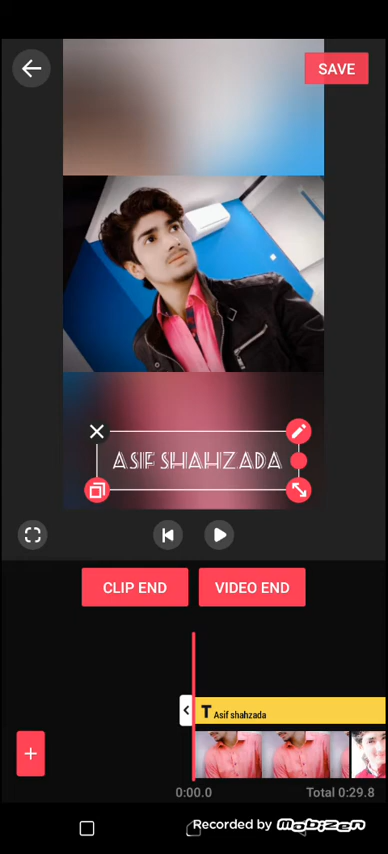 SAVE
ASIF SHAHZADA
CLIP END
VIDEO END
T Asif shahzada
0:00.0
Total 0:29.8
Recorded by MOBIZEN